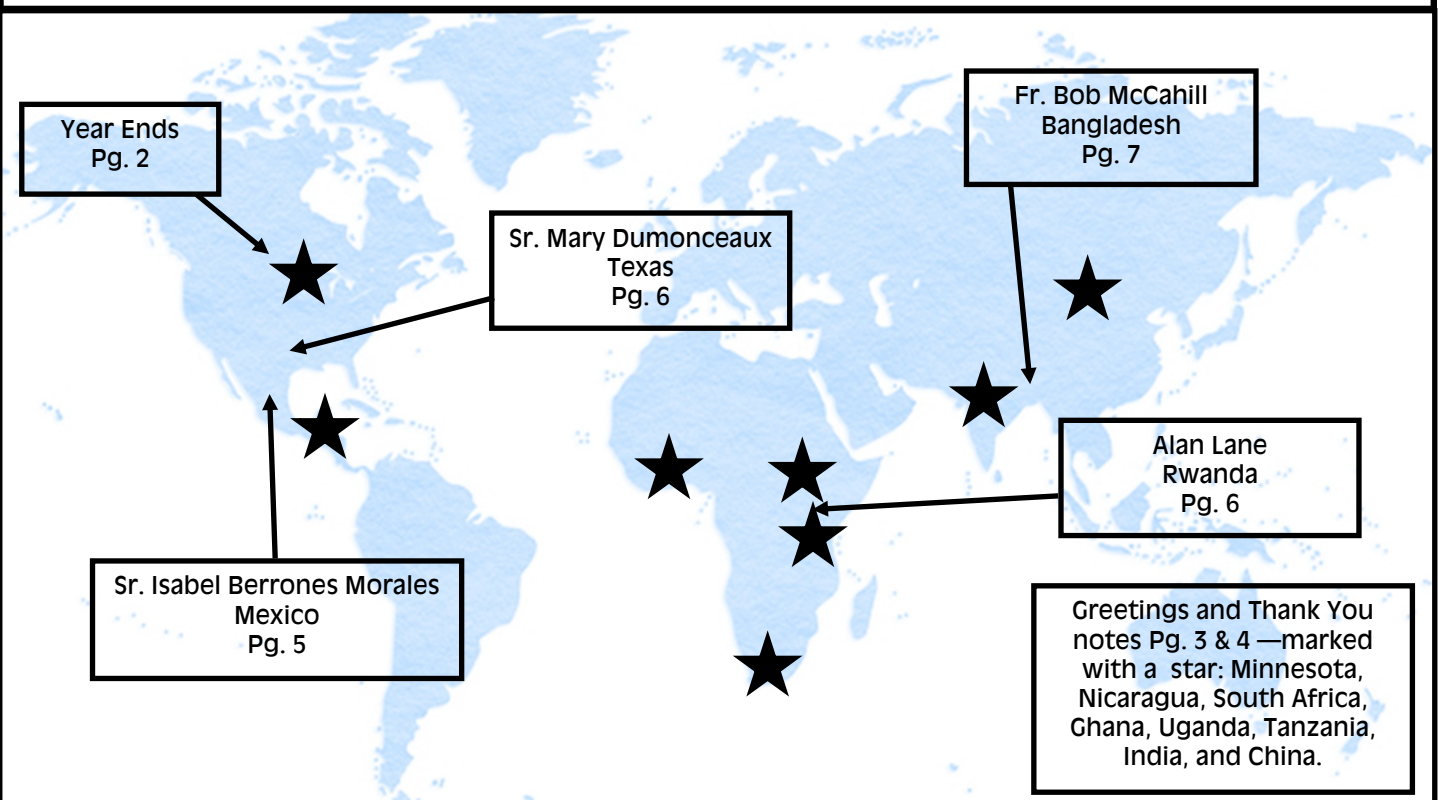 Year Ends
Pg. 2
Fr. Bob McCahill
Bangladesh
Pg. 7
Sr. Mary Dumonceaux
Texas
Pg. 6
Alan Lane
Rwanda
Pg. 6
Sr. Isabel Berrones Morales
Mexico
Pg. 5
Greetings and Thank You
notes Pg. 3 & 4 —marked
with a  star: Minnesota,
Nicaragua, South Africa,
Ghana, Uganda, Tanzania,
India, and China.